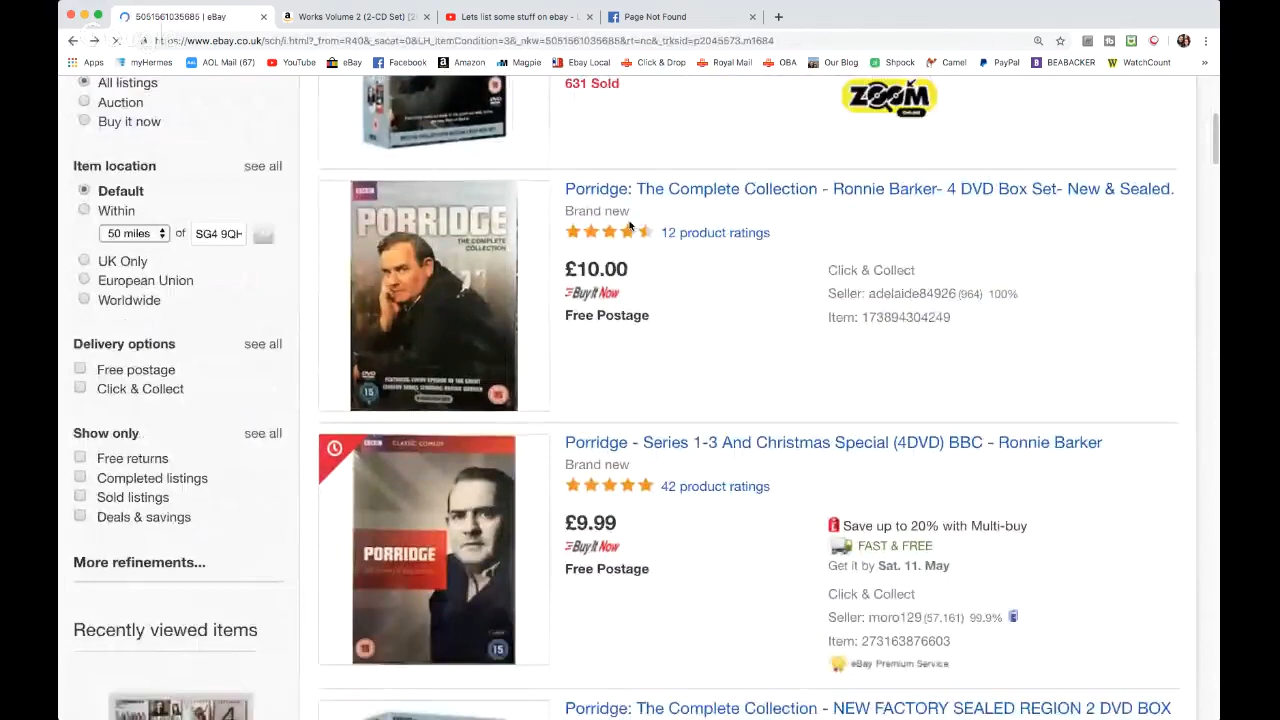 5051561035685 | eBay
Works Volume 2 (2-CD Set) [2
Lets list some stuff on ebay - L
Page Not Found
https://www.ebay.co.uk/sch/i.html?_from=R40&_sacat=0&LH_ItemCondition=3&_nkw=5051561035685&rt=nc&_trksid=p2045573.m1684
Apps
myHermes
AOL Mail (67)
YouTube
eBay
Facebook
Amazon
Magpie
Ebay Local
Click & Drop
Royal Mail
OBA
Our Blog
Shpock
Camel
PayPal
BEABACKER
WatchCount
All listings
Auction
Buy it now
Item location
see all
Default
Within
50 miles
of
SG4 9QH
UK Only
European Union
Worldwide
Delivery options
see all
Free postage
Click & Collect
Show only
see all
Free returns
Completed listings
Sold listings
Deals & savings
More refinements...
Recently viewed items
631 Sold
ZOOM
ONLINE
Porridge: The Complete Collection - Ronnie Barker- 4 DVD Box Set- New & Sealed.
Brand new
12 product ratings
£10.00
Buy It Now
Free Postage
Click & Collect
Seller: adelaide84926 (964) 100%
Item: 173894304249
PORRIDGE
THE COMPLETE
COLLECTION
15
Porridge - Series 1-3 And Christmas Special (4DVD) BBC - Ronnie Barker
Brand new
42 product ratings
£9.99
Buy It Now
Free Postage
Save up to 20% with Multi-buy
FAST & FREE
Get it by Sat. 11. May
Click & Collect
Seller: moro129 (57,161) 99.9%
Item: 273163876603
eBay Premium Service
CLASSIC COMEDY
PORRIDGE
15
Porridge: The Complete Collection - NEW FACTORY SEALED REGION 2 DVD BOX